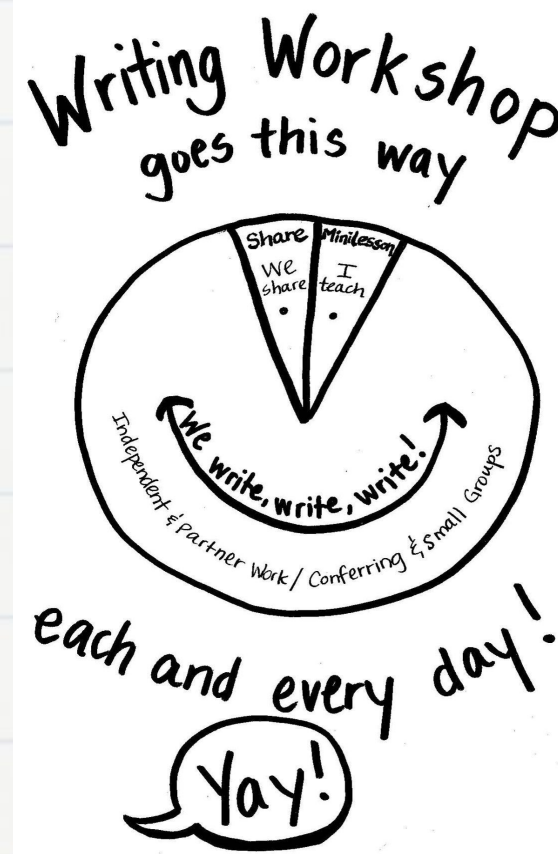 Writing Workshop
goes this way
Share
We
share
Minilesson
I
teach
We write, write, write!
Independent & Partner Work / Conferring & Small Groups
each and every day!
Yay!